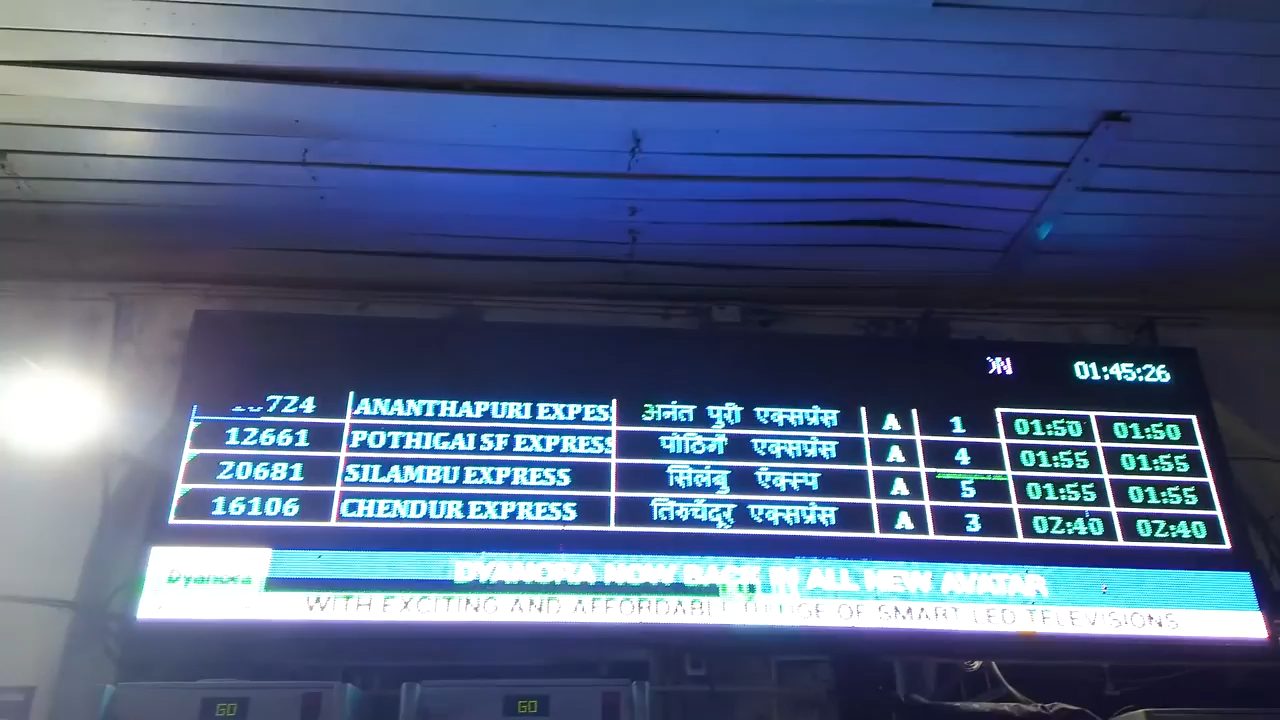 01:45:26
724 ANANTHAPURI EXPES अनंत पुरी एक्सप्रंस A 1 01:50 01:50
12661 POTHIGAI SF EXPRESS पोठिगै एक्सप्रंस A 4 01:55 01:55
20681 SILAMBU EXPRESS सिलंबु एंक्स्प A 5 01:55 01:55
16106 CHENDUR EXPRESS तिरुचेंदूर एक्सप्रंस A 3 02:40 02:40
Dyanora
DYANORA NOW BACK IN ALL NEW AVATAR
WITH EXCITING AND AFFORDABLE RANGE OF SMART LED TELEVISIONS
GO
GO